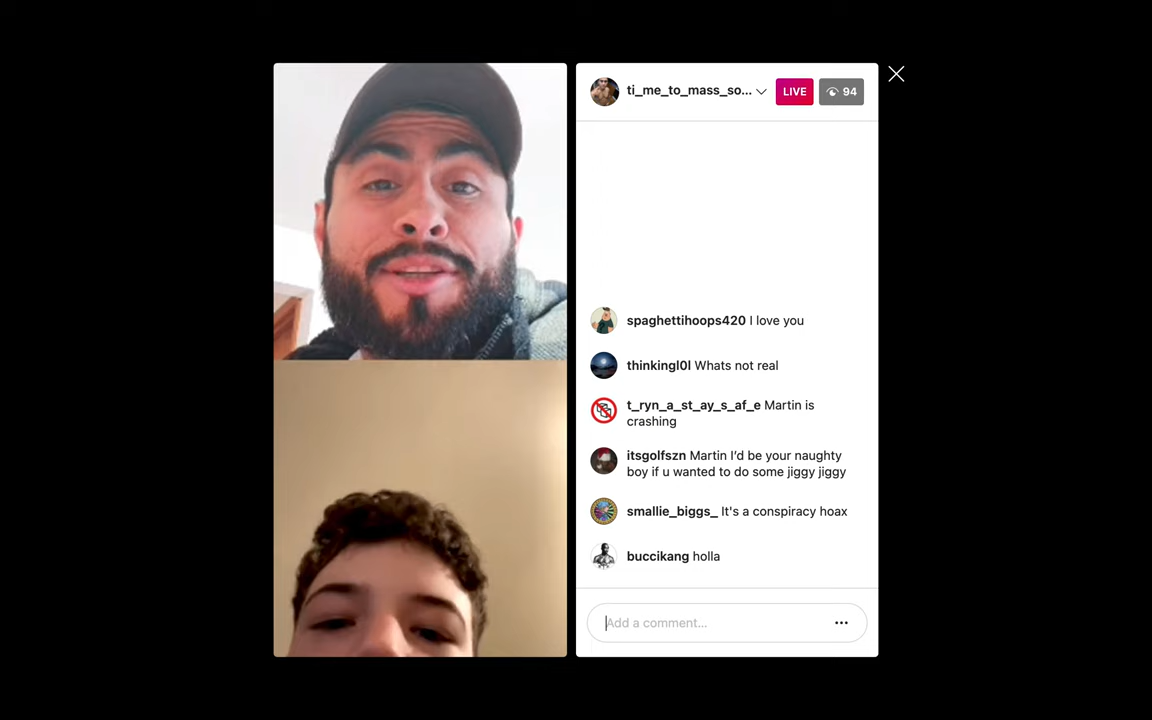 ti_me_to_mass_so...
LIVE
94
spaghettihoops420 I love you
thinkingl0l Whats not real
t_ryn_a_st_ay_s_af_e Martin is
crashing
itsgolfszn Martin I'd be your naughty
boy if u wanted to do some jiggy jiggy
smallie_biggs_ It's a conspiracy hoax
buccikang holla
Add a comment...